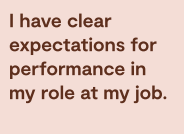 I have clear
expectations for
performance in
my role at my job.